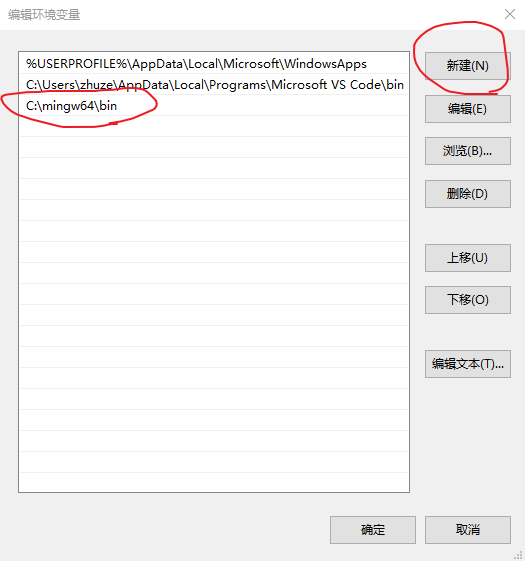 编辑环境变量
%USERPROFILE%\AppData\Local\Microsoft\WindowsApps
C:\Users\zhuze\AppData\Local\Programs\Microsoft VS Code\bin
C:\mingw64\bin
新建(N)
编辑(E)
浏览(B)...
删除(D)
上移(U)
下移(O)
编辑文本(T)...
确定
取消